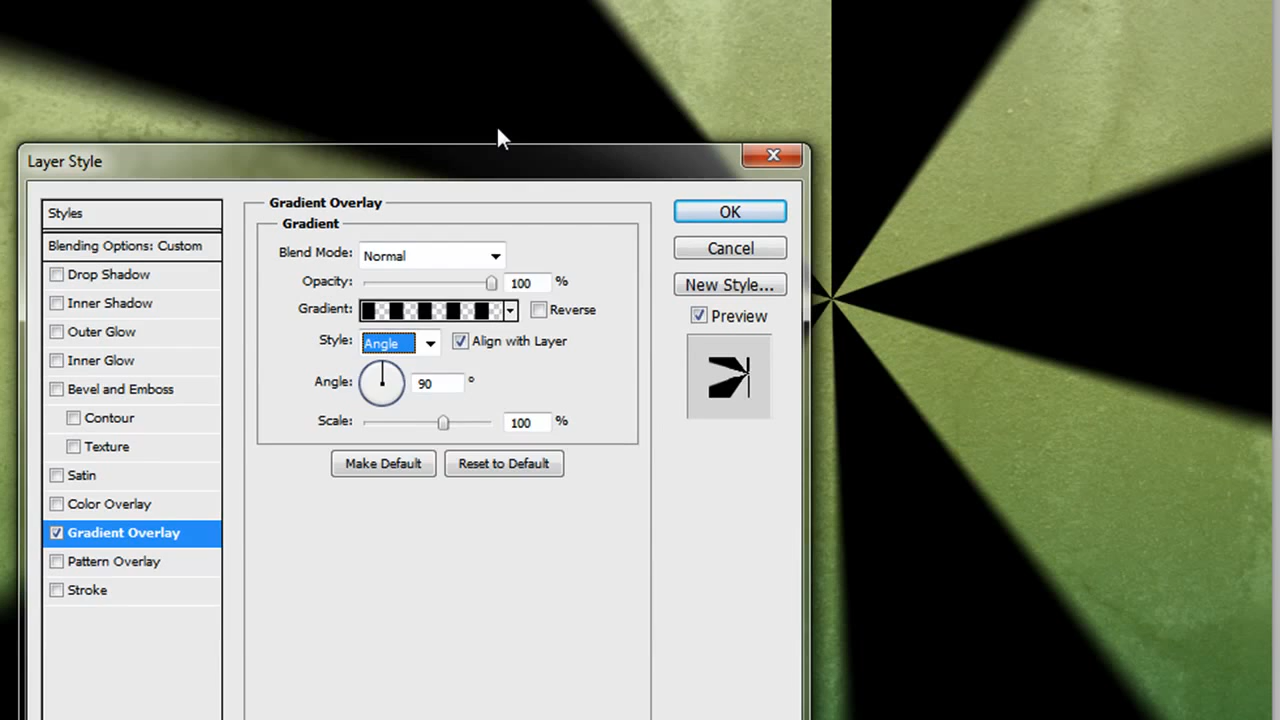 Layer Style
Styles
Blending Options: Custom
Drop Shadow
Inner Shadow
Outer Glow
Inner Glow
Bevel and Emboss
Contour
Texture
Satin
Color Overlay
Gradient Overlay
Pattern Overlay
Stroke
Gradient Overlay
Gradient
Blend Mode: Normal
Opacity: 100 %
Gradient: Reverse
Style: Angle Align with Layer
Angle: 90 °
Scale: 100 %
Make Default Reset to Default
OK
Cancel
New Style...
Preview